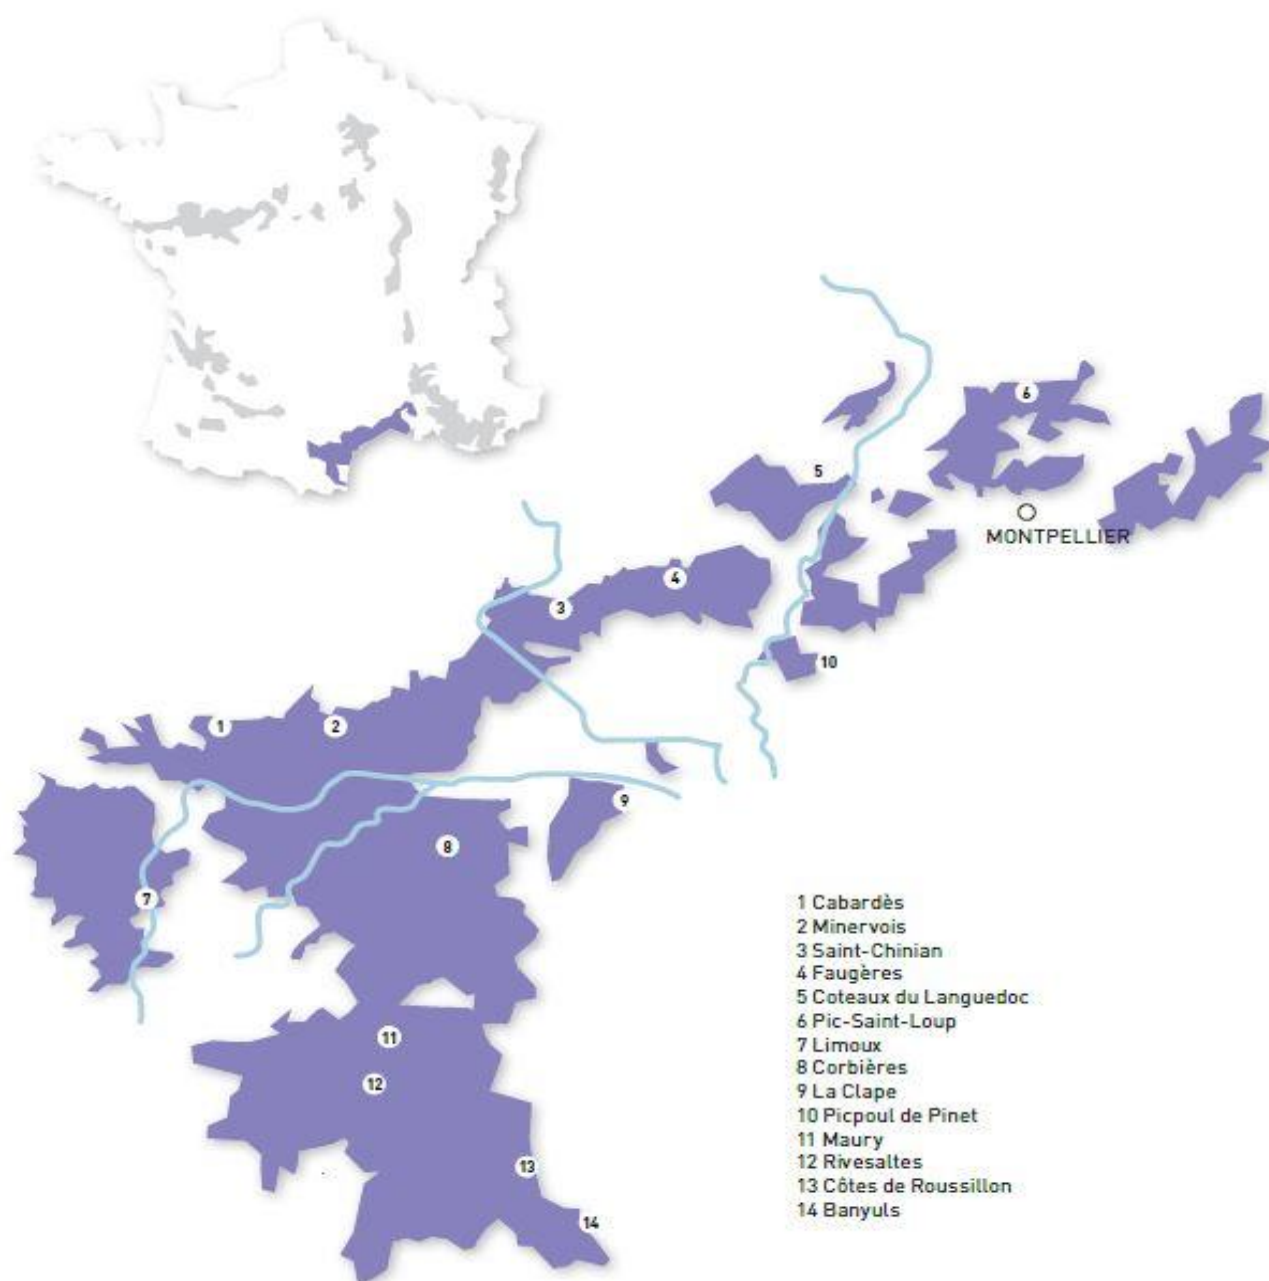 6
5
MONTPELLIER
4
3
10
1
2
9
8
7
1 Cabardès
2 Minervois
3 Saint-Chinian
4 Faugères
5 Coteaux du Languedoc
6 Pic-Saint-Loup
7 Limoux
8 Corbières
9 La Clape
10 Picpoul de Pinet
11 Maury
12 Rivesaltes
13 Côtes de Roussillon
14 Banyuls
11
12
13
14